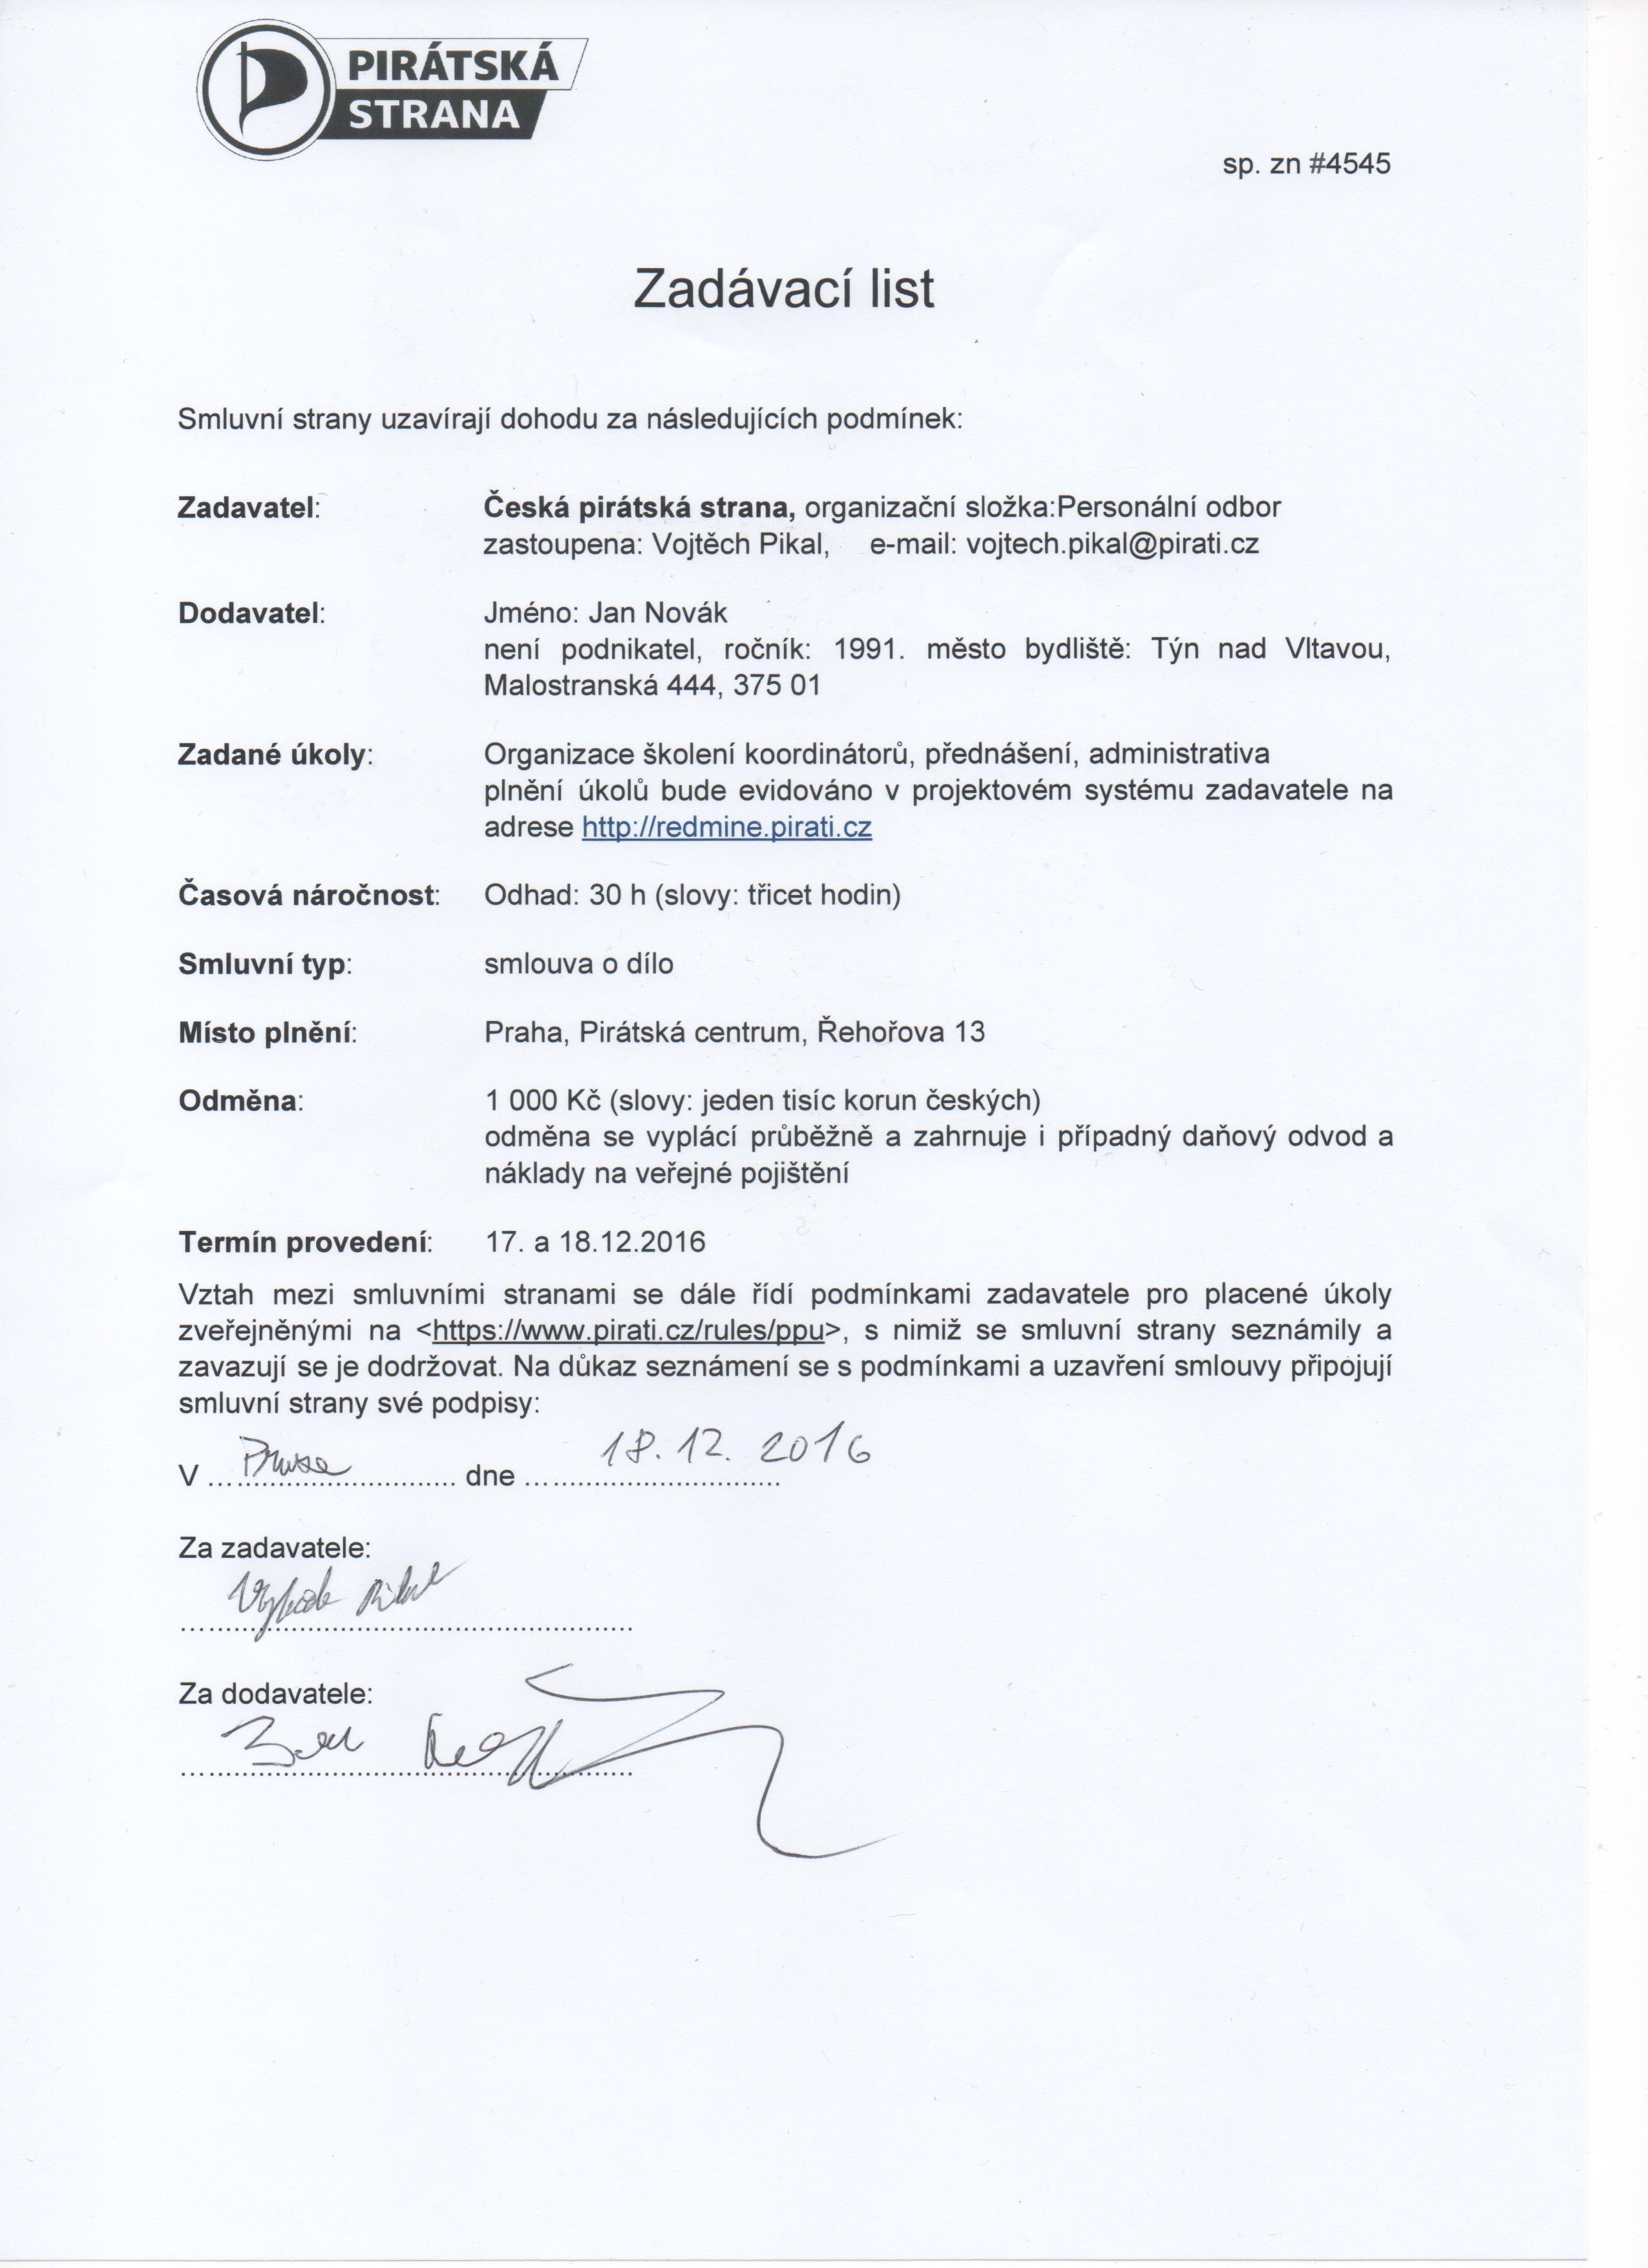 PIRÁTSKÁ
STRANA
sp. zn #4545
Zadávací list
Smluvní strany uzavírají dohodu za následujících podmínek:
Zadavatel: Česká pirátská strana, organizační složka:Personální odbor
zastoupena: Vojtěch Pikal, e-mail: vojtech.pikal@pirati.cz
Dodavatel: Jméno: Jan Novák
není podnikatel, ročník: 1991. město bydliště: Týn nad Vltavou,
Malostranská 444, 375 01
Zadané úkoly: Organizace školení koordinátorů, přednášení, administrativa
plnění úkolů bude evidováno v projektovém systému zadavatele na
adrese http://redmine.pirati.cz
Časová náročnost: Odhad: 30 h (slovy: třicet hodin)
Smluvní typ: smlouva o dílo
Místo plnění: Praha, Pirátská centrum, Řehořova 13
Odměna: 1 000 Kč (slovy: jeden tisíc korun českých)
odměna se vyplácí průběžně a zahrnuje i případný daňový odvod a
náklady na veřejné pojištění
Termín provedení: 17. a 18.12.2016
Vztah mezi smluvními stranami se dále řídí podmínkami zadavatele pro placené úkoly
zveřejněnými na <https://www.pirati.cz/rules/ppu>, s nimiž se smluvní strany seznámily a
zavazují se je dodržovat. Na důkaz seznámení se s podmínkami a uzavření smlouvy připojují
smluvní strany své podpisy:
V ........ dne 18. 12. 2016
Za zadavatele:
Za dodavatele: